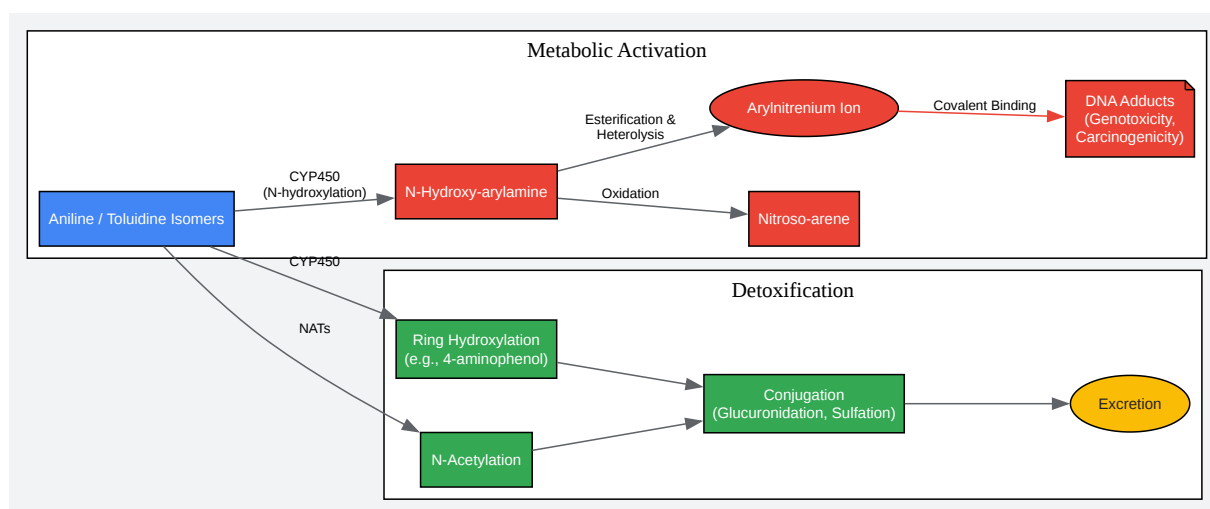 Metabolic Activation
Aniline / Toluidine Isomers
CYP450
(N-hydroxylation)
N-Hydroxy-arylamine
Esterification &
Heterolysis
Arylnitrenium Ion
Covalent Binding
DNA Adducts
(Genotoxicity,
Carcinogenicity)
Oxidation
Nitroso-arene
CYP450
NATs
Detoxification
Ring Hydroxylation
(e.g., 4-aminophenol)
N-Acetylation
Conjugation
(Glucuronidation, Sulfation)
Excretion